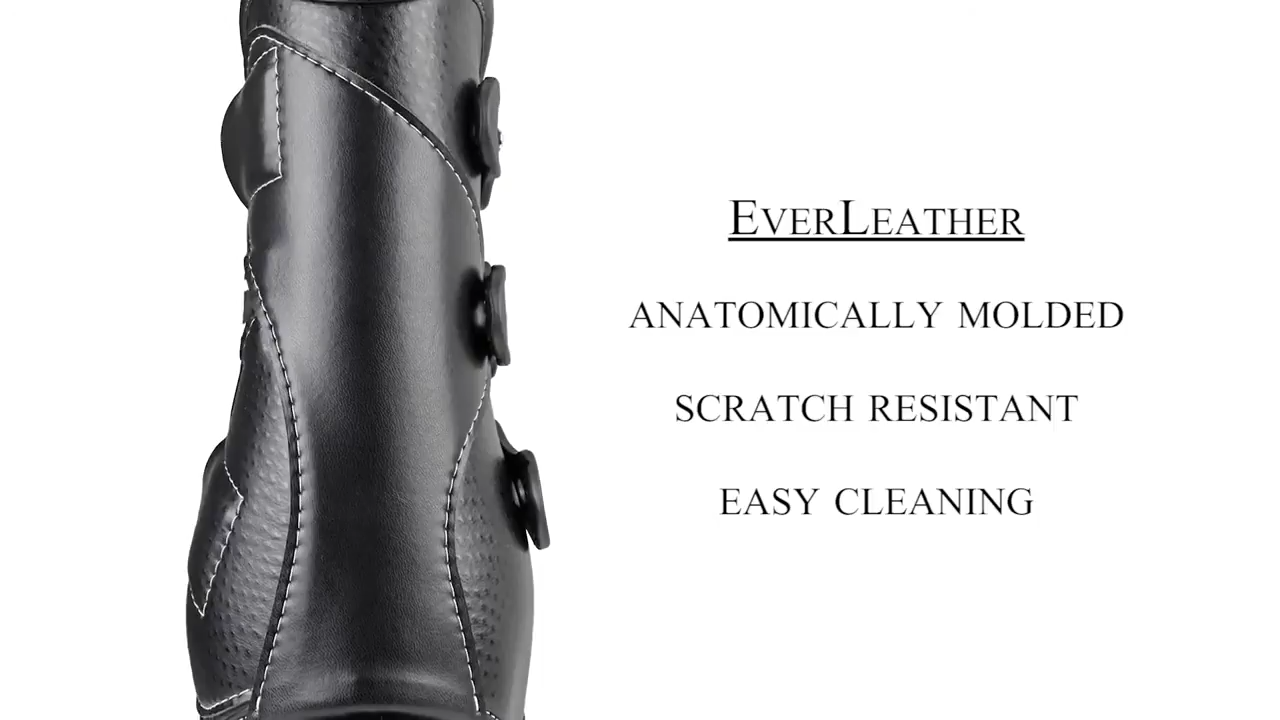 EVERLEATHER
ANATOMICALLY MOLDED
SCRATCH RESISTANT
EASY CLEANING